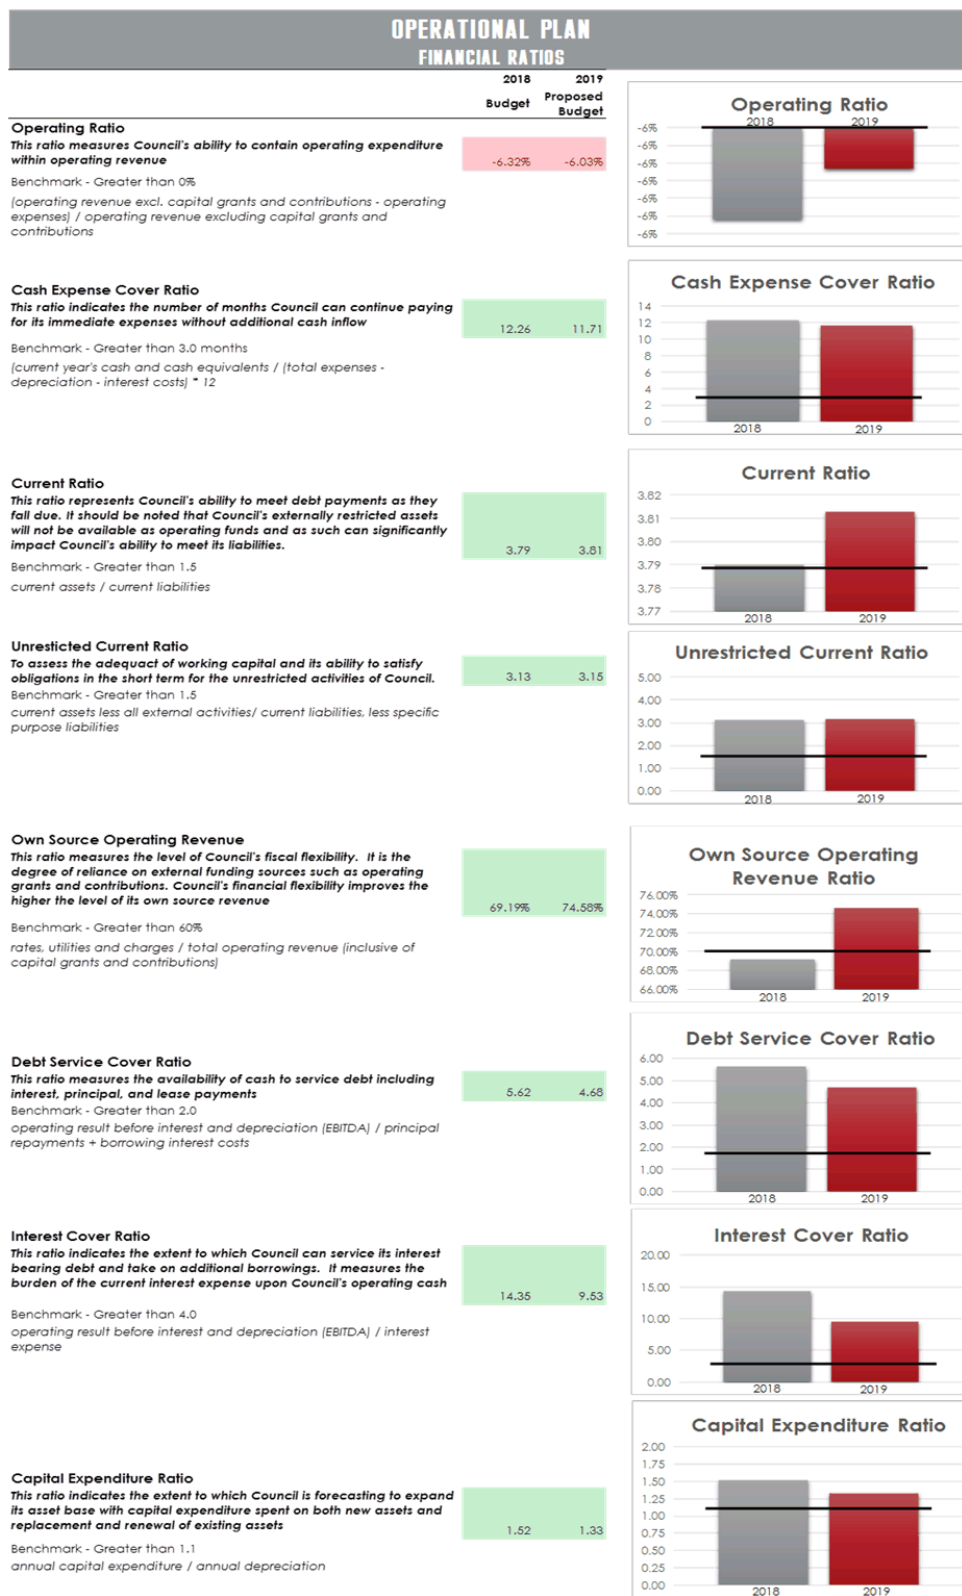 OPERATIONAL PLAN
FINANCIAL RATIOS
2018 2019
Budget Proposed
Budget
Operating Ratio
This ratio measures Council's ability to contain operating expenditure
within operating revenue
-6.32% -6.03%
Benchmark - Greater than 0%
(operating revenue excl. capital grants and contributions - operating
expenses) / operating revenue excluding capital grants and
contributions
Operating Ratio
2018 2019
-6%
-6%
-6%
-6%
-6%
-6%
-6%
Cash Expense Cover Ratio
This ratio indicates the number of months Council can continue paying
for its immediate expenses without additional cash inflow
12.26 11.71
Benchmark - Greater than 3.0 months
(current year's cash and cash equivalents / (total expenses -
depreciation - interest costs) * 12
Cash Expense Cover Ratio
14
12
10
8
6
4
2
0
2018 2019
Current Ratio
This ratio represents Council's ability to meet debt payments as they
fall due. It should be noted that Council's externally restricted assets
will not be available as operating funds and as such can significantly
impact Council's ability to meet its liabilities.
3.79 3.81
Benchmark - Greater than 1.5
current assets / current liabilities
Current Ratio
3.82
3.81
3.80
3.79
3.78
3.77
2018 2019
Unresticted Current Ratio
To assess the adequact of working capital and its ability to satisfy
obligations in the short term for the unrestricted activities of Council.
3.13 3.15
Benchmark - Greater than 1.5
current assets less all external activities/ current liabilities, less specific
purpose liabilities
Unrestricted Current Ratio
5.00
4.00
3.00
2.00
1.00
0.00
2018 2019
Own Source Operating Revenue
This ratio measures the level of Council's fiscal flexibility. It is the
degree of reliance on external funding sources such as operating
grants and contributions. Council's financial flexibility improves the
higher the level of its own source revenue
69.19% 74.58%
Benchmark - Greater than 60%
rates, utilities and charges / total operating revenue (inclusive of
capital grants and contributions)
Own Source Operating
Revenue Ratio
76.00%
74.00%
72.00%
70.00%
68.00%
66.00%
2018 2019
Debt Service Cover Ratio
This ratio measures the availability of cash to service debt including
interest, principal, and lease payments
5.62 4.68
Benchmark - Greater than 2.0
operating result before interest and depreciation (EBITDA) / principal
repayments + borrowing interest costs
Debt Service Cover Ratio
6.00
5.00
4.00
3.00
2.00
1.00
0.00
2018 2019
Interest Cover Ratio
This ratio indicates the extent to which Council can service its interest
bearing debt and take on additional borrowings. It measures the
burden of the current interest expense upon Council's operating cash
14.35 9.53
Benchmark - Greater than 4.0
operating result before interest and depreciation (EBITDA) / interest
expense
Interest Cover Ratio
20.00
15.00
10.00
5.00
0.00
2018 2019
Capital Expenditure Ratio
This ratio indicates the extent to which Council is forecasting to expand
its asset base with capital expenditure spent on both new assets and
replacement and renewal of existing assets
1.52 1.33
Benchmark - Greater than 1.1
annual capital expenditure / annual depreciation
Capital Expenditure Ratio
2.00
1.75
1.50
1.25
1.00
0.75
0.50
0.25
0.00
2018 2019